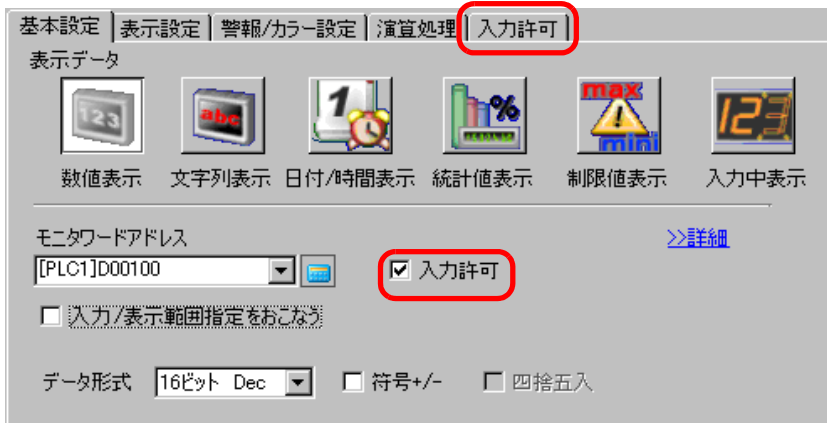 基本設定 表示設定 警報/カラー設定 演算処理 入力許可
表示データ
123 abc 1 % max mini 123
数値表示 文字列表示 日付/時間表示 統計値表示 制限値表示 入力中表示
モニタワードアドレス >>詳細
[PLC1]D00100 入力許可
入力/表示範囲指定をおこなう
データ形式 16ビット Dec 符号+/- 四捨五入